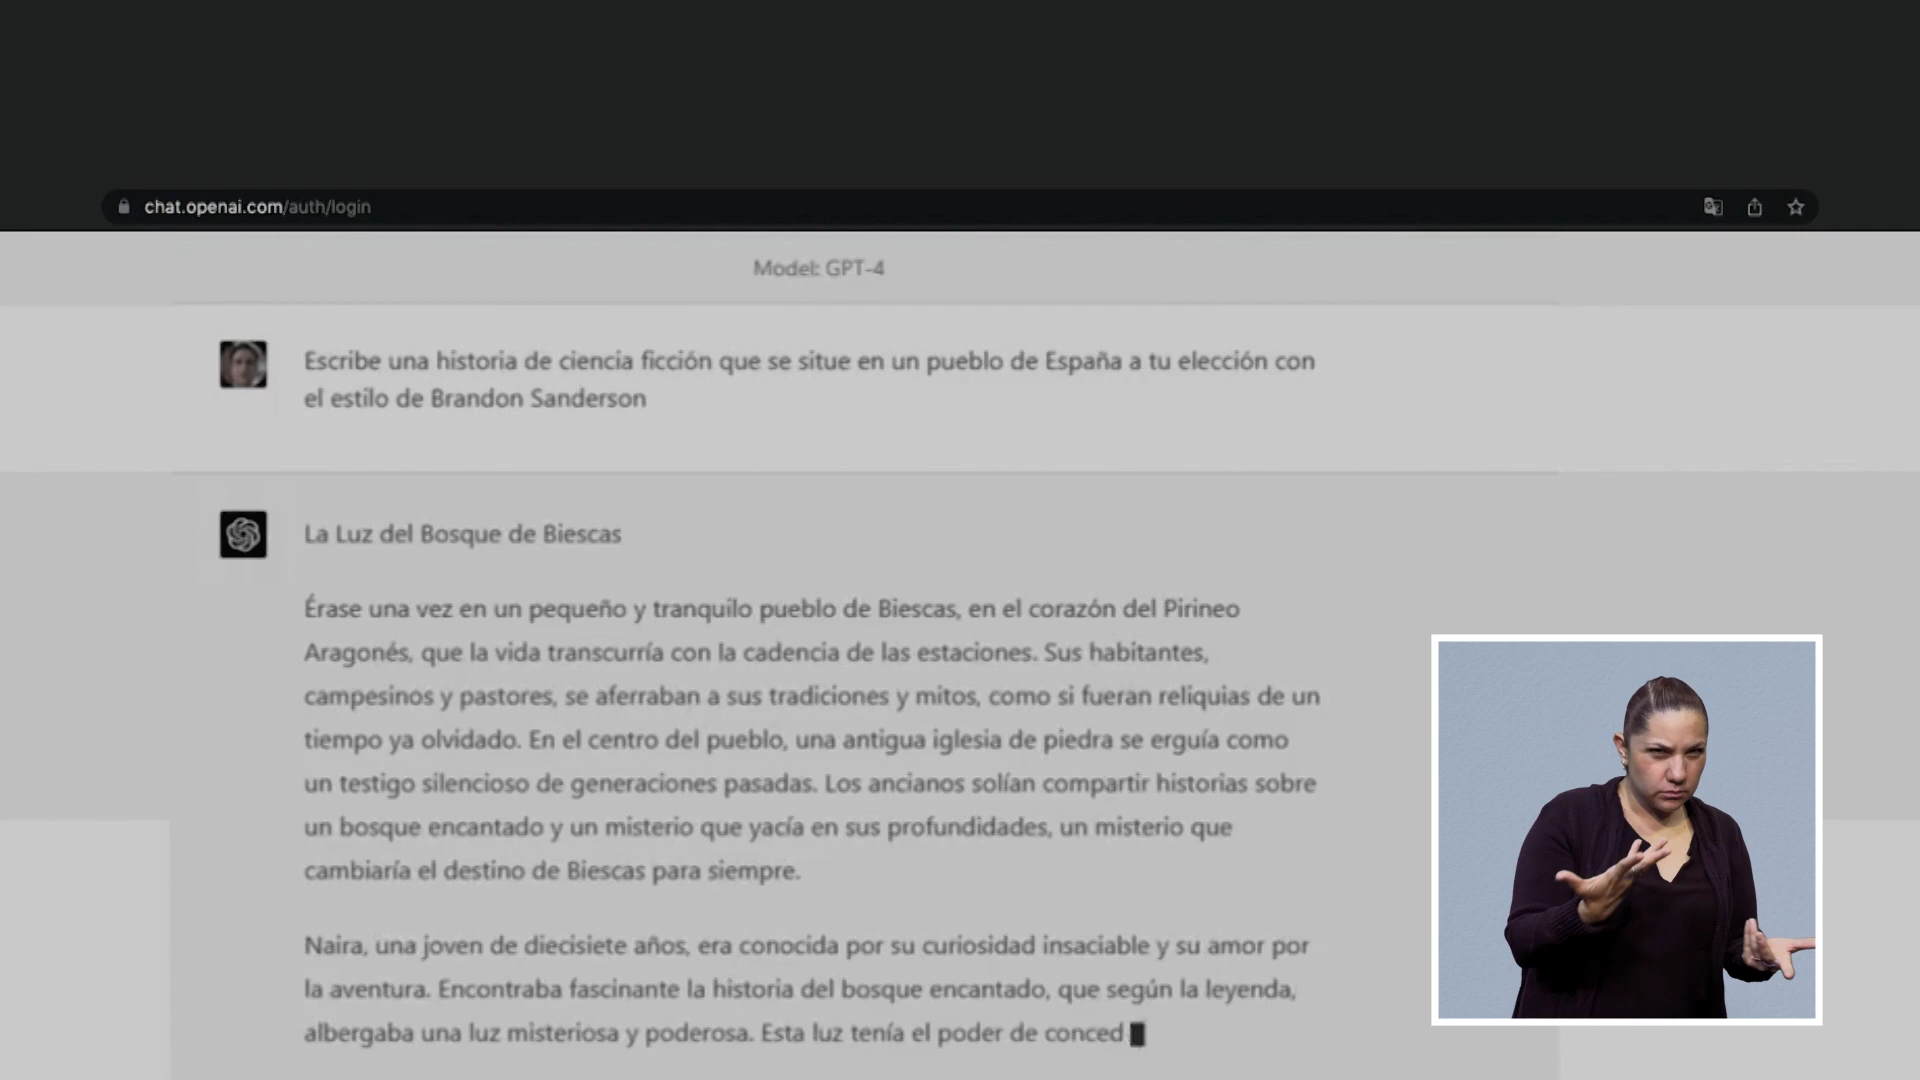 chat.openai.com/auth/login
Model: GPT-4
Escribe una historia de ciencia ficción que se situe en un pueblo de España a tu elección con
el estilo de Brandon Sanderson
La Luz del Bosque de Biescas
Érase una vez en un pequeño y tranquilo pueblo de Biescas, en el corazón del Pirineo
Aragonés, que la vida transcurría con la cadencia de las estaciones. Sus habitantes,
campesinos y pastores, se aferraban a sus tradiciones y mitos, como si fueran reliquias de un
tiempo ya olvidado. En el centro del pueblo, una antigua iglesia de piedra se erguía como
un testigo silencioso de generaciones pasadas. Los ancianos solían compartir historias sobre
un bosque encantado y un misterio que yacía en sus profundidades, un misterio que
cambiaría el destino de Biescas para siempre.
Naira, una joven de diecisiete años, era conocida por su curiosidad insaciable y su amor por
la aventura. Encontraba fascinante la historia del bosque encantado, que según la leyenda,
albergaba una luz misteriosa y poderosa. Esta luz tenía el poder de conced